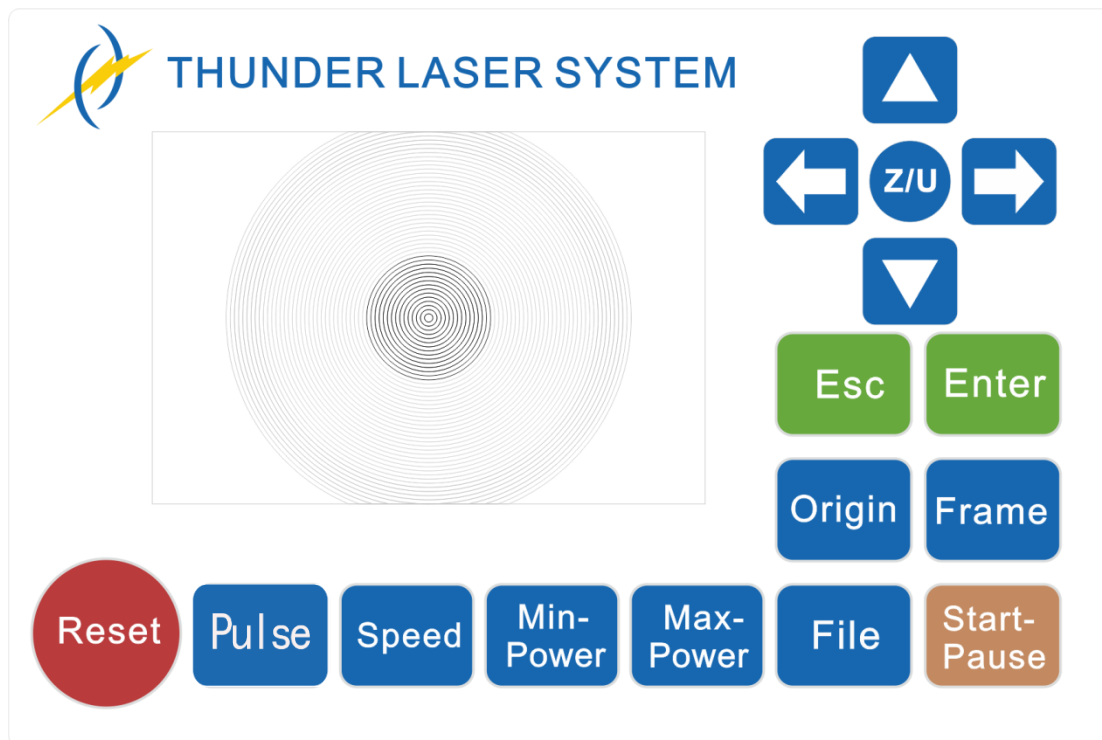 THUNDER LASER SYSTEM
Z/U
Esc
Enter
Origin
Frame
Reset
Pulse
Speed
Min-
Power
Max-
Power
File
Start-
Pause